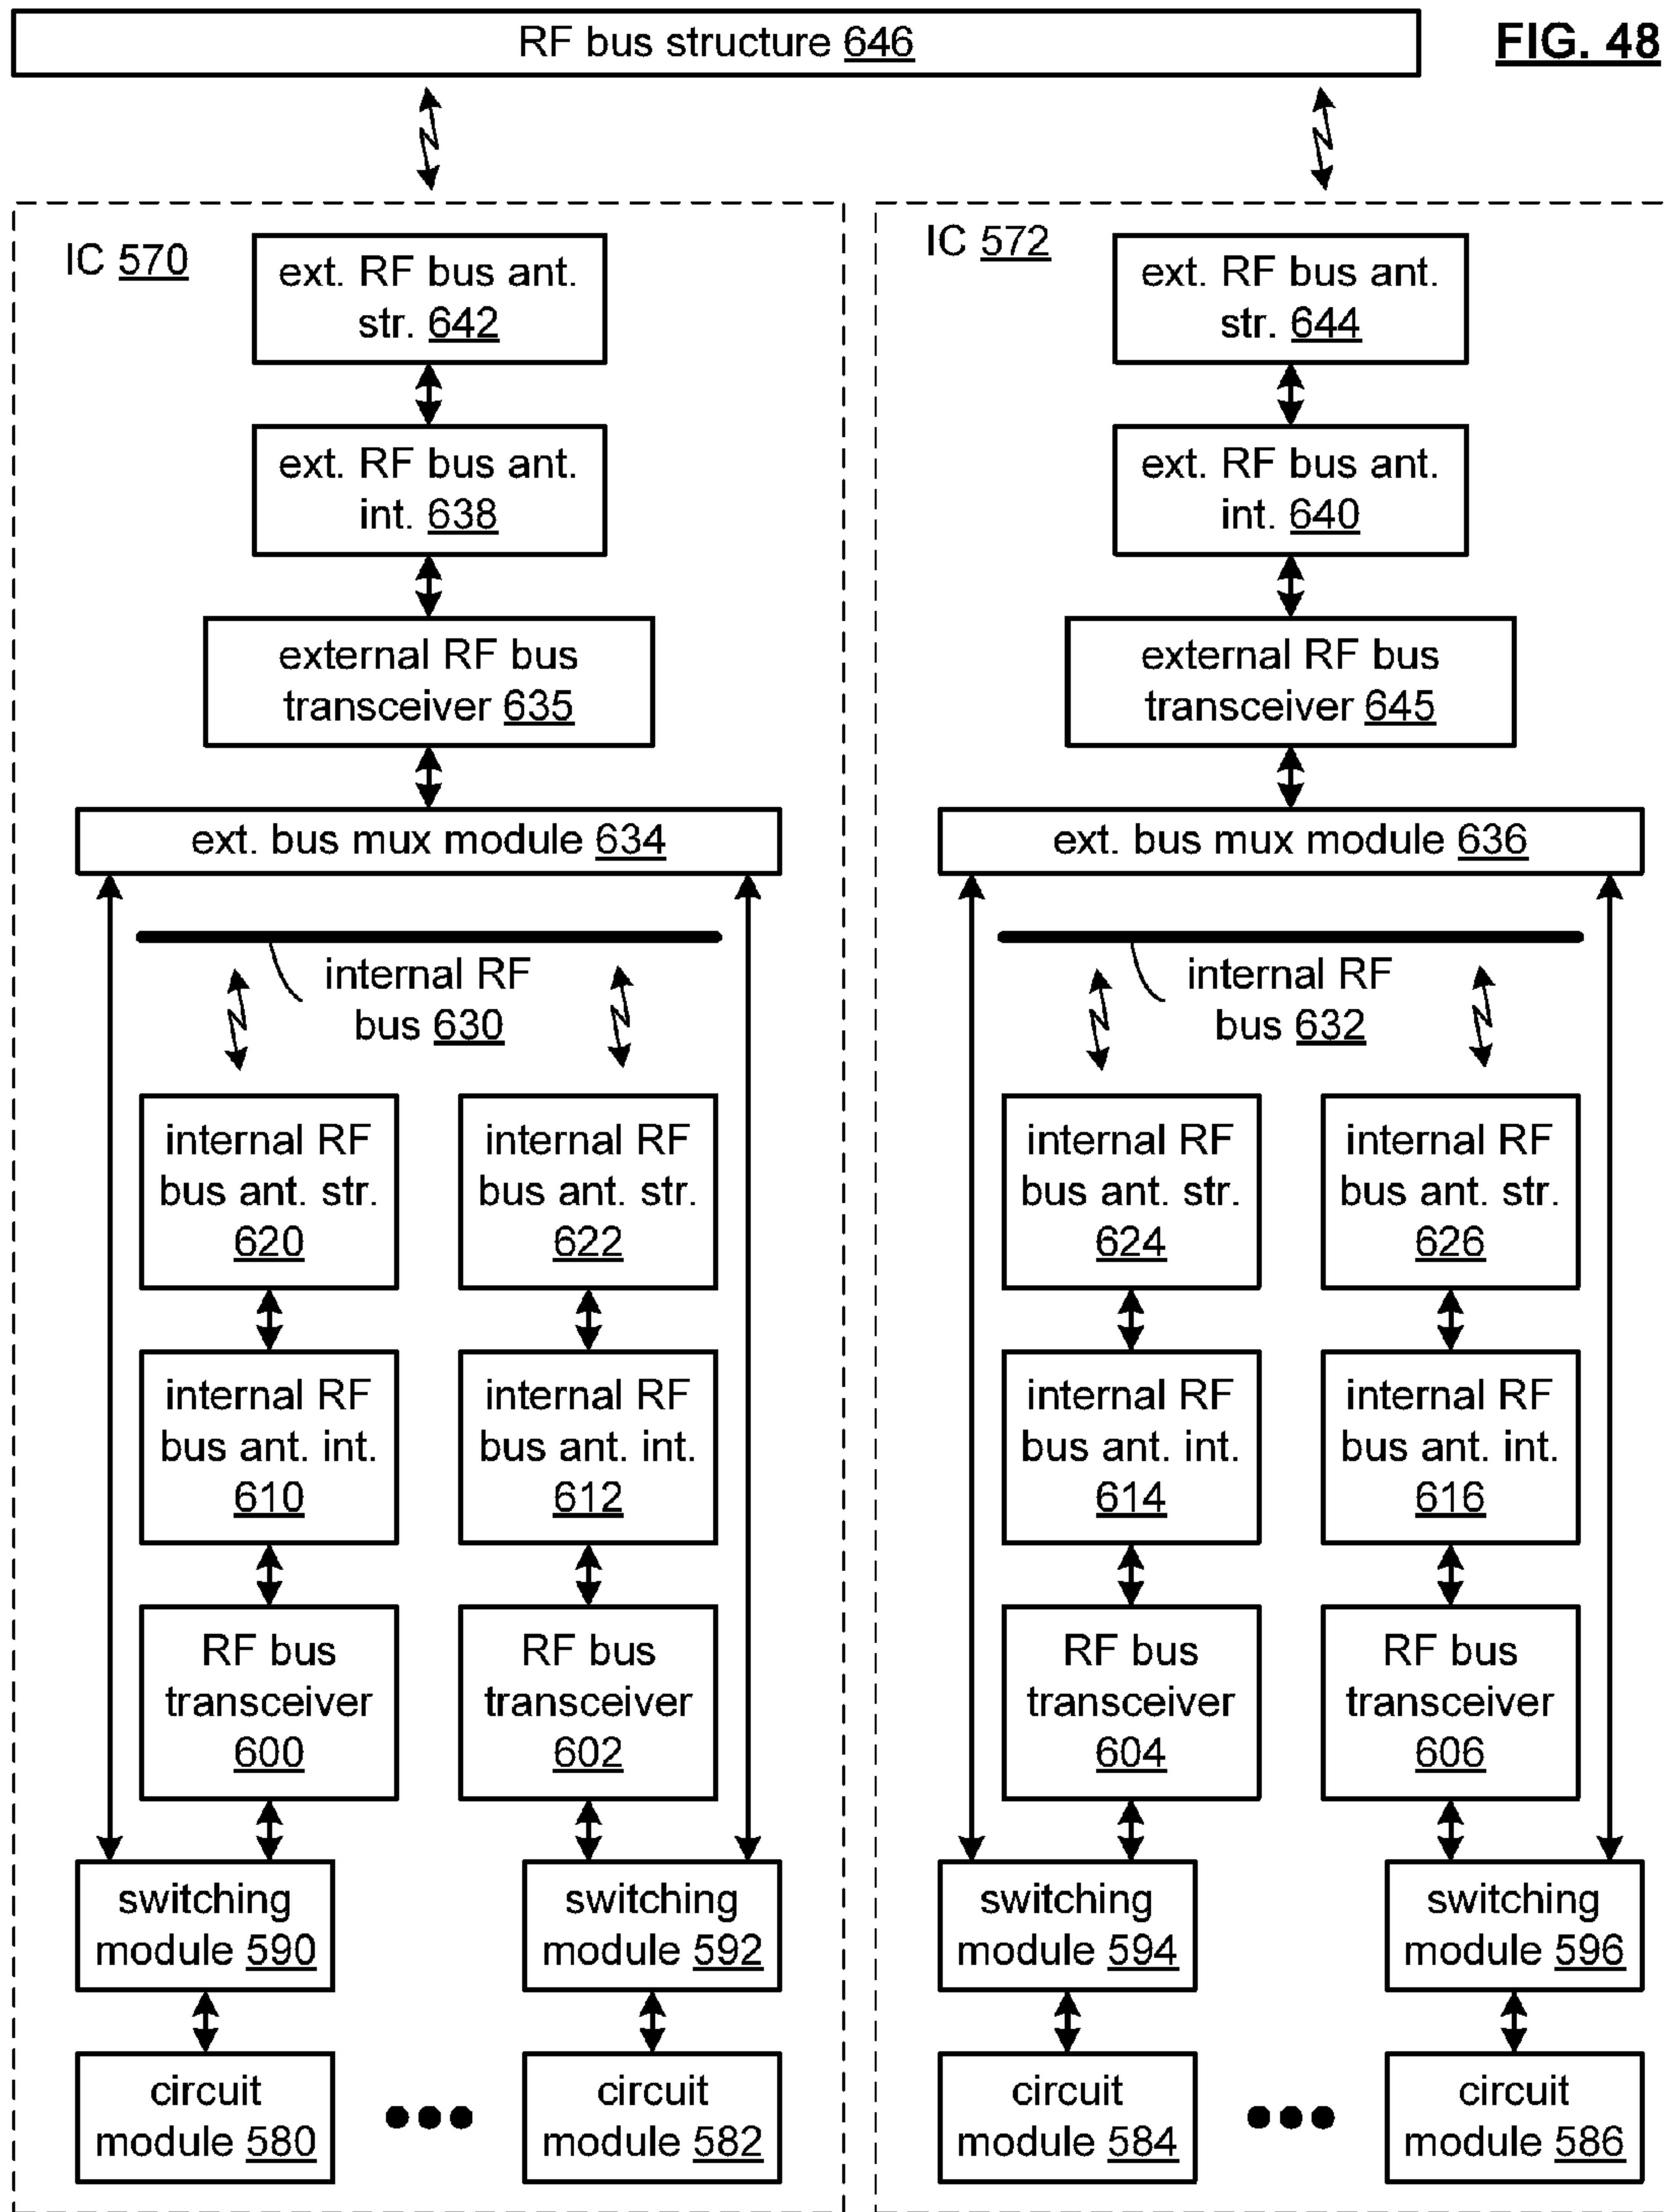 RF bus structure 646
FIG. 48
IC 570
ext. RF bus ant.
str. 642
ext. RF bus ant.
int. 638
external RF bus
transceiver 635
ext. bus mux module 634
internal RF
bus 630
internal RF
bus ant. str.
620
internal RF
bus ant. str.
622
internal RF
bus ant. int.
610
internal RF
bus ant. int.
612
RF bus
transceiver
600
RF bus
transceiver
602
switching
module 590
switching
module 592
circuit
module 580
circuit
module 582
IC 572
ext. RF bus ant.
str. 644
ext. RF bus ant.
int. 640
external RF bus
transceiver 645
ext. bus mux module 636
internal RF
bus 632
internal RF
bus ant. str.
624
internal RF
bus ant. str.
626
internal RF
bus ant. int.
614
internal RF
bus ant. int.
616
RF bus
transceiver
604
RF bus
transceiver
606
switching
module 594
switching
module 596
circuit
module 584
circuit
module 586